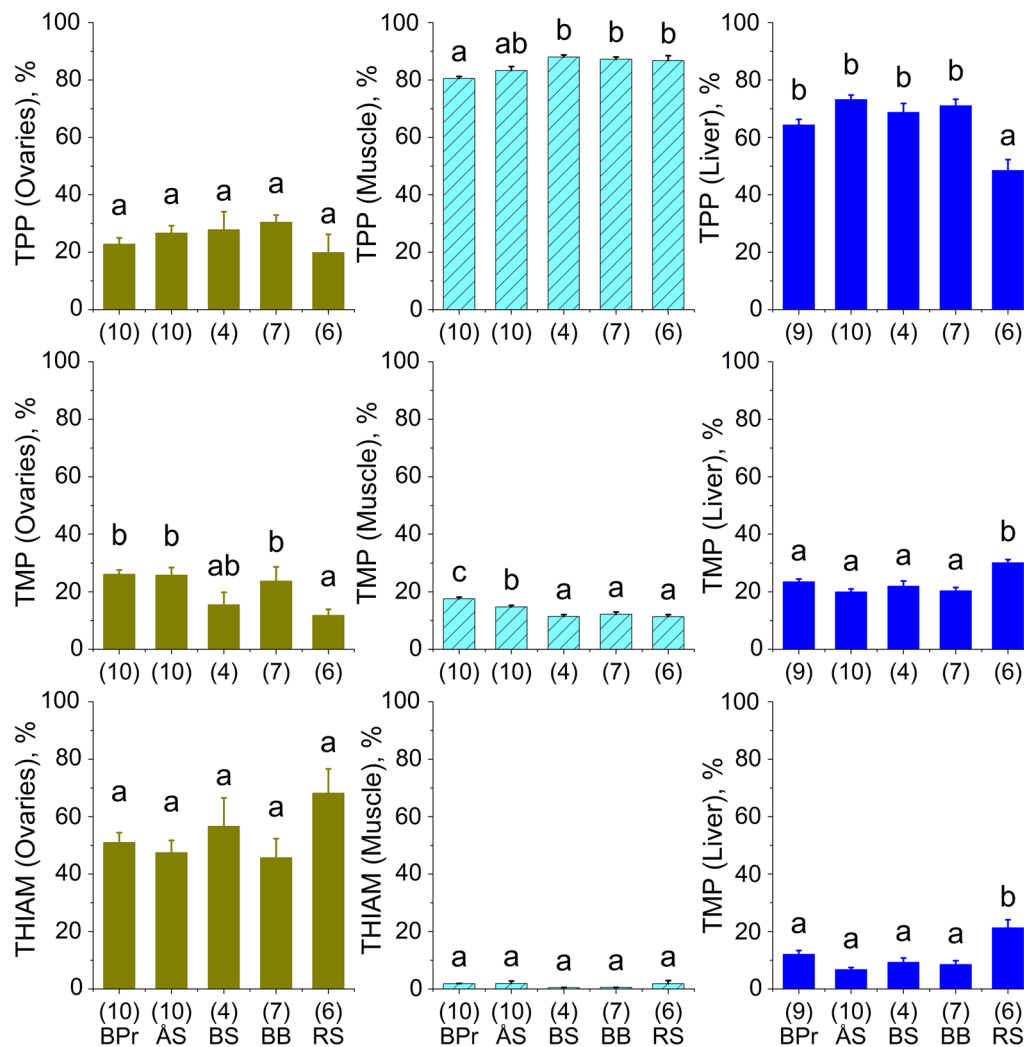 TPP (Ovaries), %
100
80
60
40
20
0
a a a a a
(10) (10) (4) (7) (6)
TPP (Muscle), %
100
80
60
40
20
0
a ab b b b
(10) (10) (4) (7) (6)
TPP (Liver), %
100
80
60
40
20
0
b b b b a
(9) (10) (4) (7) (6)
TMP (Ovaries), %
100
80
60
40
20
0
b b ab b a
(10) (10) (4) (7) (6)
TMP (Muscle), %
100
80
60
40
20
0
c b a a a
(10) (10) (4) (7) (6)
TMP (Liver), %
100
80
60
40
20
0
a a a a b
(9) (10) (4) (7) (6)
THIAM (Ovaries), %
100
80
60
40
20
0
a a a a a
(10) (10) (4) (7) (6)
BPr ÅS BS BB RS
THIAM (Muscle), %
100
80
60
40
20
0
a a a a a
(10) (10) (4) (7) (6)
BPr ÅS BS BB RS
TMP (Liver), %
100
80
60
40
20
0
a a a a b
(9) (10) (4) (7) (6)
BPr ÅS BS BB RS